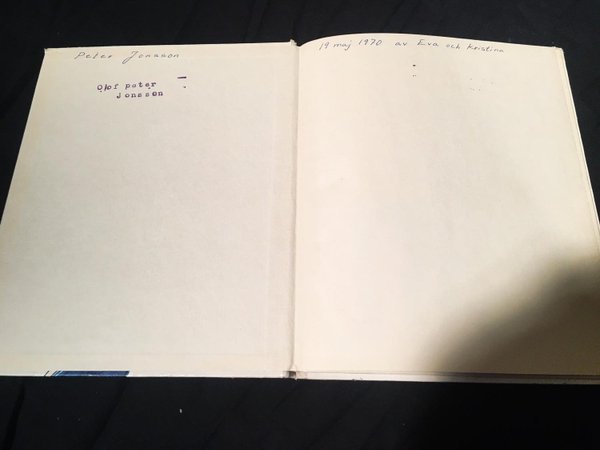 Peter Jonsson
Olof peter
Jonsson
19 maj 1970 av Eva och Kristina